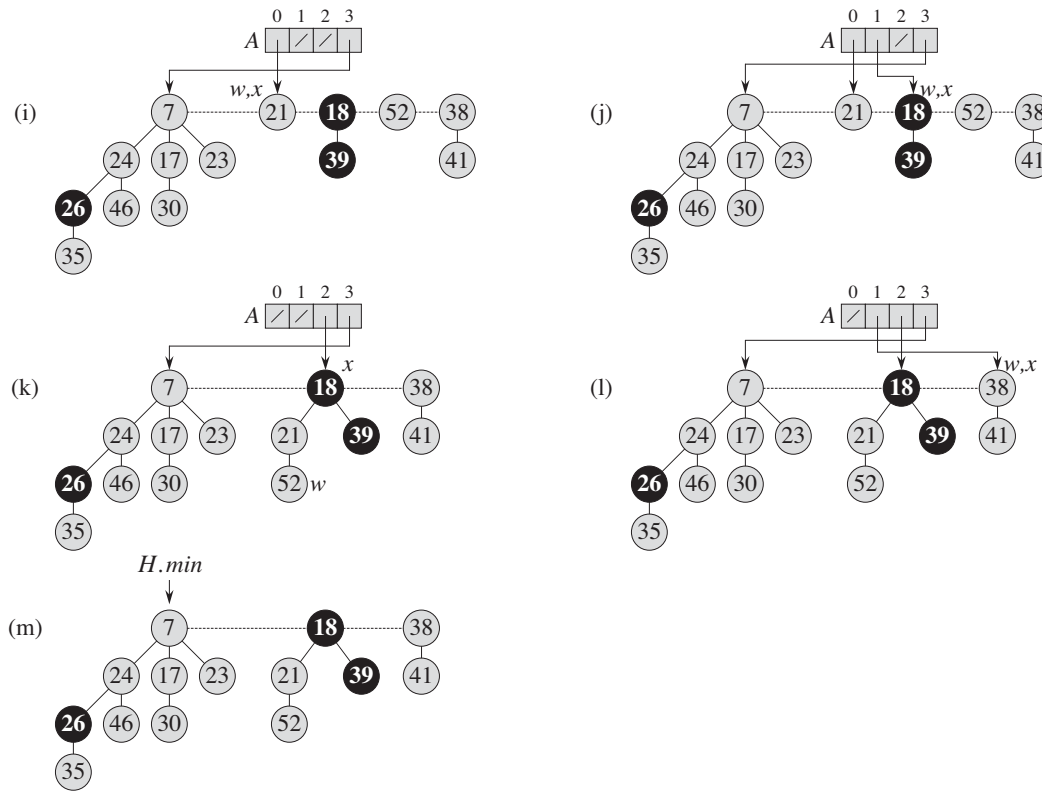 0 1 2 3 0 1 2 3
A A
w,x w,x
(i) 7 21 18 52 38 (j) 7 21 18 52 38
24 17 23 39 41 24 17 23 39 41
26 46 30 26 46 30
35 35
0 1 2 3 0 1 2 3
A A
x w,x
(k) 7 18 38 (l) 7 18 38
24 17 23 21 39 41 24 17 23 21 39 41
26 46 30 52 w 26 46 30 52
35 35
H.min
(m) 7 18 38
24 17 23 21 39 41
26 46 30 52
35